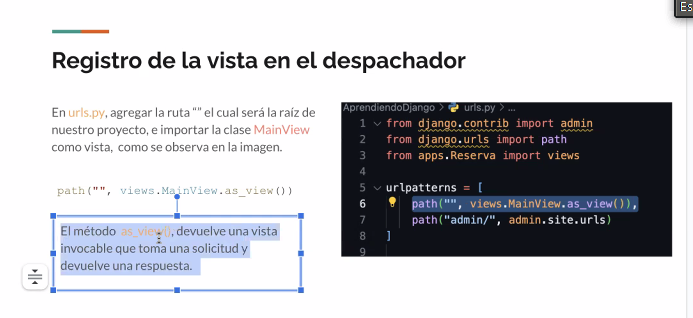 Es
Registro de la vista en el despachador
En urls.py, agregar la ruta “” el cual será la raíz de
nuestro proyecto, e importar la clase MainView
como vista,  como se observa en la imagen.
path("", views.MainView.as_view())
El método  as_view(), devuelve una vista
invocable que toma una solicitud y
devuelve una respuesta.
AprendiendoDjango > urls.py > ...
1 from django.contrib import admin
2 from django.urls import path
3 from apps.Reserva import views
4
5 urlpatterns = [
6 path("", views.MainView.as_view()),
7 path("admin/", admin.site.urls)
8 ]
9